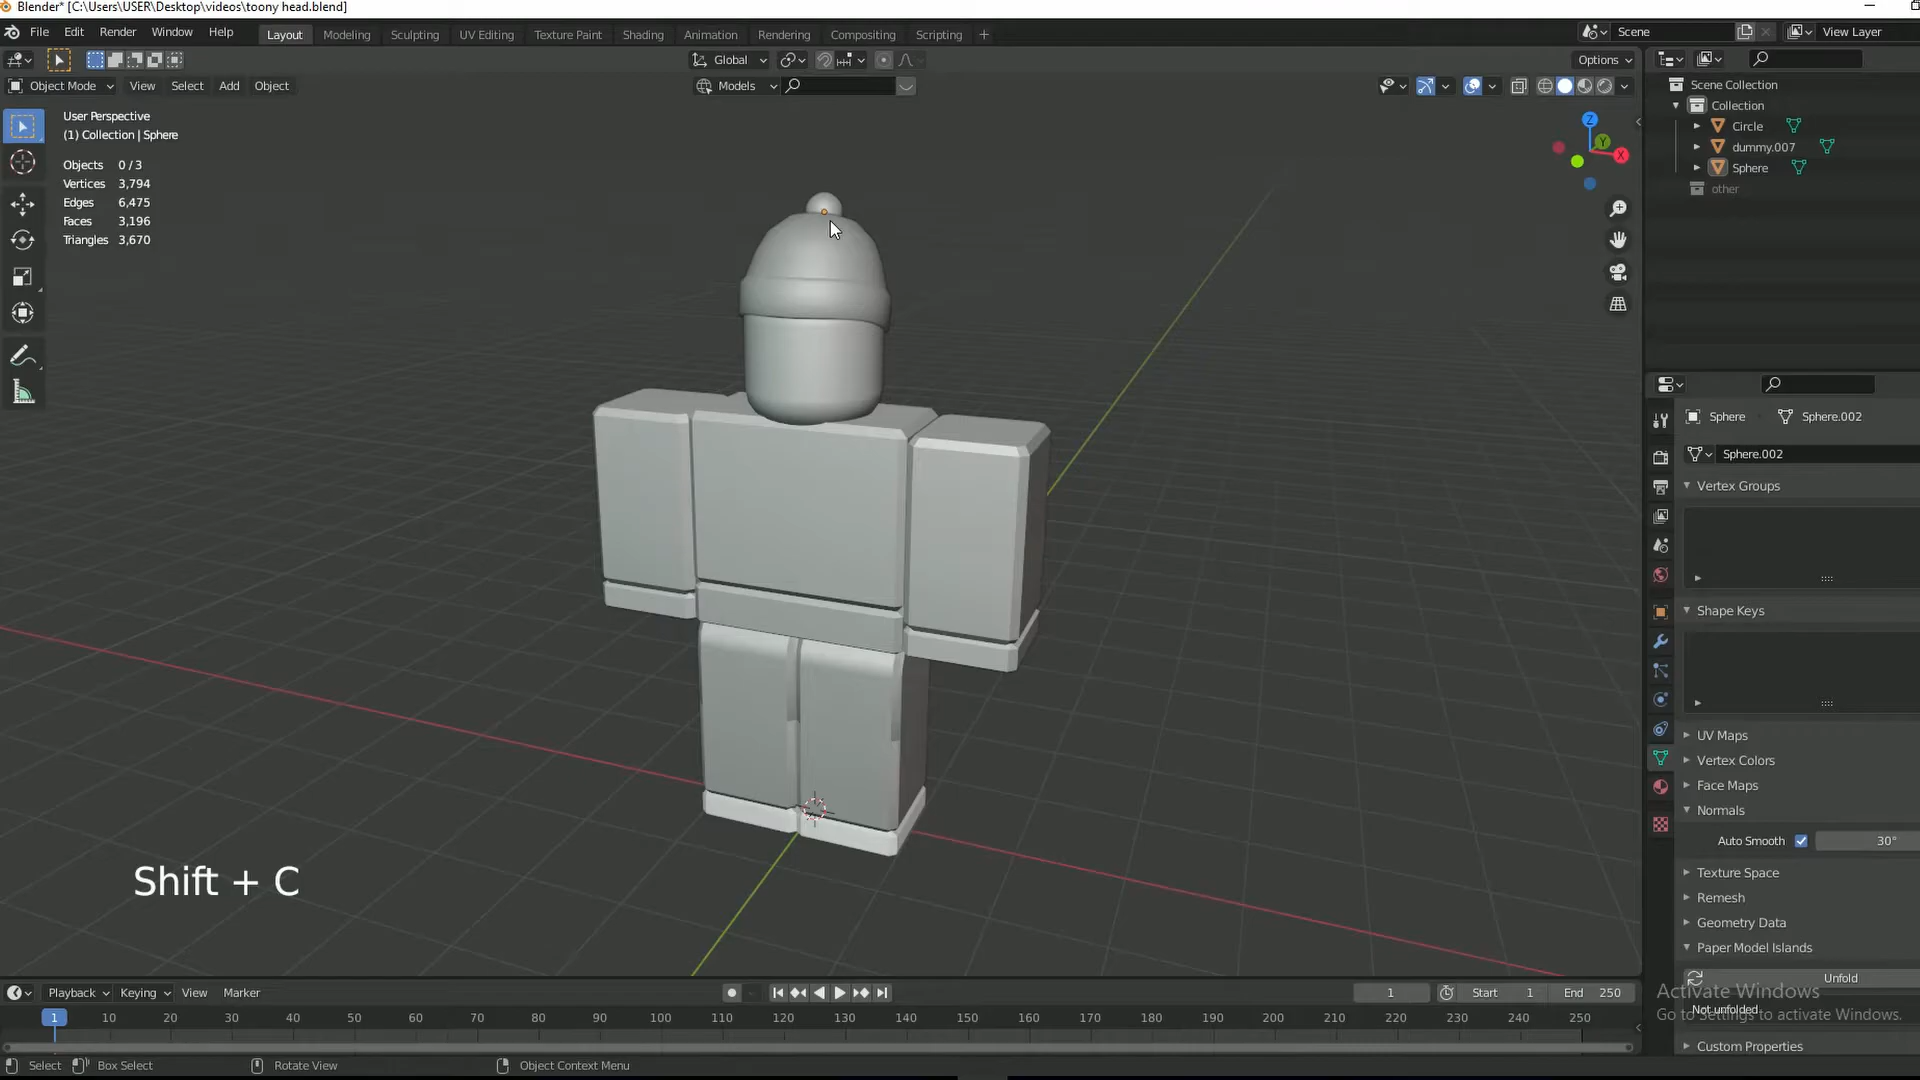 Blender* [C:\Users\USER\Desktop\videos\toony head.blend]
File Edit Render Window Help Layout Modeling Sculpting UV Editing Texture Paint Shading Animation Rendering Compositing Scripting + Scene View Layer
Global Options
Object Mode View Select Add Object Models
User Perspective
(1) Collection | Sphere
Objects 0 / 3
Vertices 3,794
Edges 6,475
Faces 3,196
Triangles 3,670
Z
Y
X
Shift + C
Scene Collection
Collection
Circle
dummy.007
Sphere
other
Sphere Sphere.002
Sphere.002
Vertex Groups
Shape Keys
UV Maps
Vertex Colors
Face Maps
Normals
Auto Smooth 30°
Texture Space
Remesh
Geometry Data
Paper Model Islands
Unfold
Not unfolded
Custom Properties
Activate Windows
Go to Settings to activate Windows.
Playback Keying View Marker 1 Start 1 End 250
1 10 20 30 40 50 60 70 80 90 100 110 120 130 140 150 160 170 180 190 200 210 220 230 240 250
Select Box Select Rotate View Object Context Menu